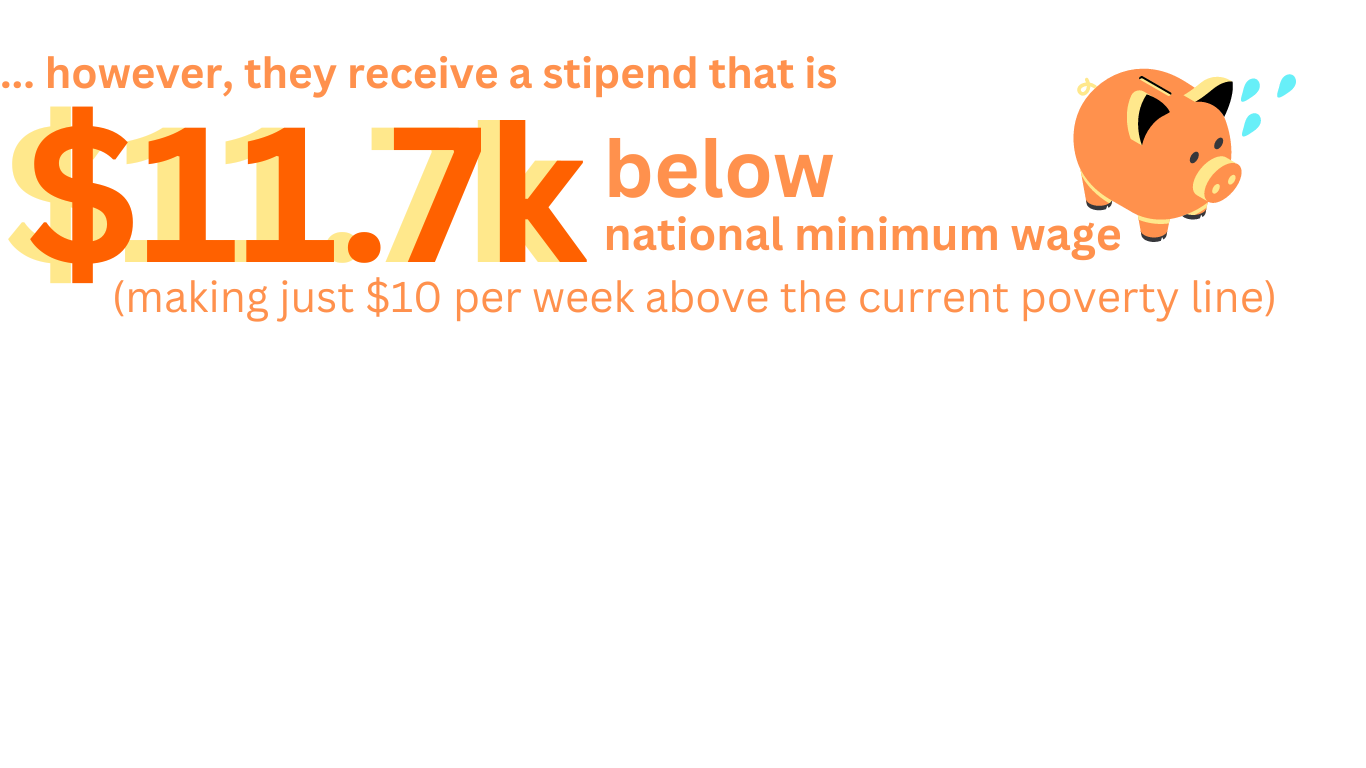 ... however, they receive a stipend that is
$11.7k
below
national minimum wage
(making just $10 per week above the current poverty line)